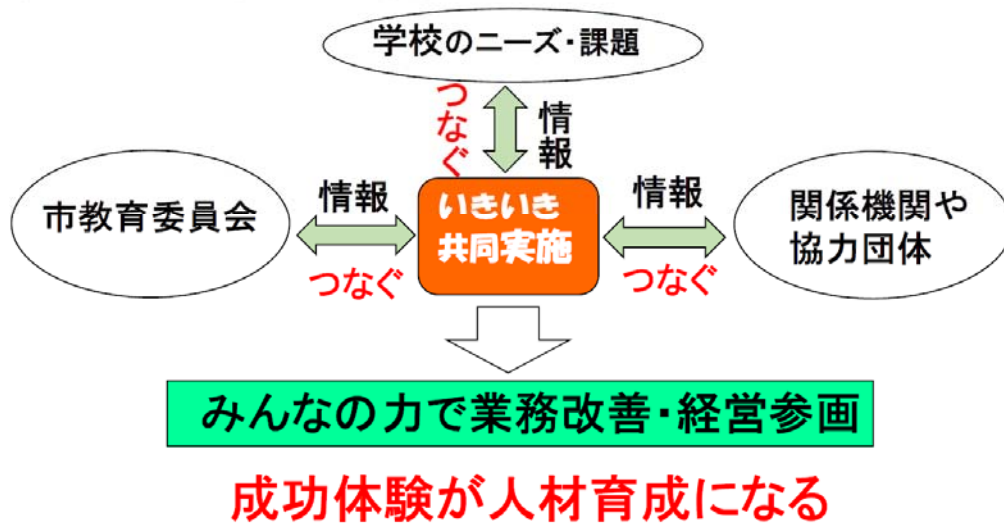 学校のニーズ・課題
つなぐ
情報
市教育委員会
情報
つなぐ
いきいき
共同実施
情報
つなぐ
関係機関や
協力団体
みんなの力で業務改善・経営参画
成功体験が人材育成になる